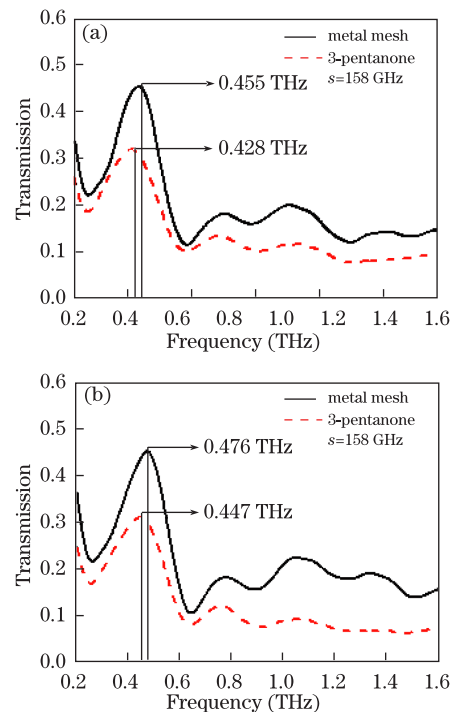 (a)
metal mesh
3-pentanone
s=158 GHz
0.455 THz
0.428 THz
Transmission
0.6
0.5
0.4
0.3
0.2
0.1
0.0
0.2 0.4 0.6 0.8 1.0 1.2 1.4 1.6
Frequency (THz)
(b)
metal mesh
3-pentanone
s=158 GHz
0.476 THz
0.447 THz
Transmission
0.6
0.5
0.4
0.3
0.2
0.1
0.0
0.2 0.4 0.6 0.8 1.0 1.2 1.4 1.6
Frequency (THz)